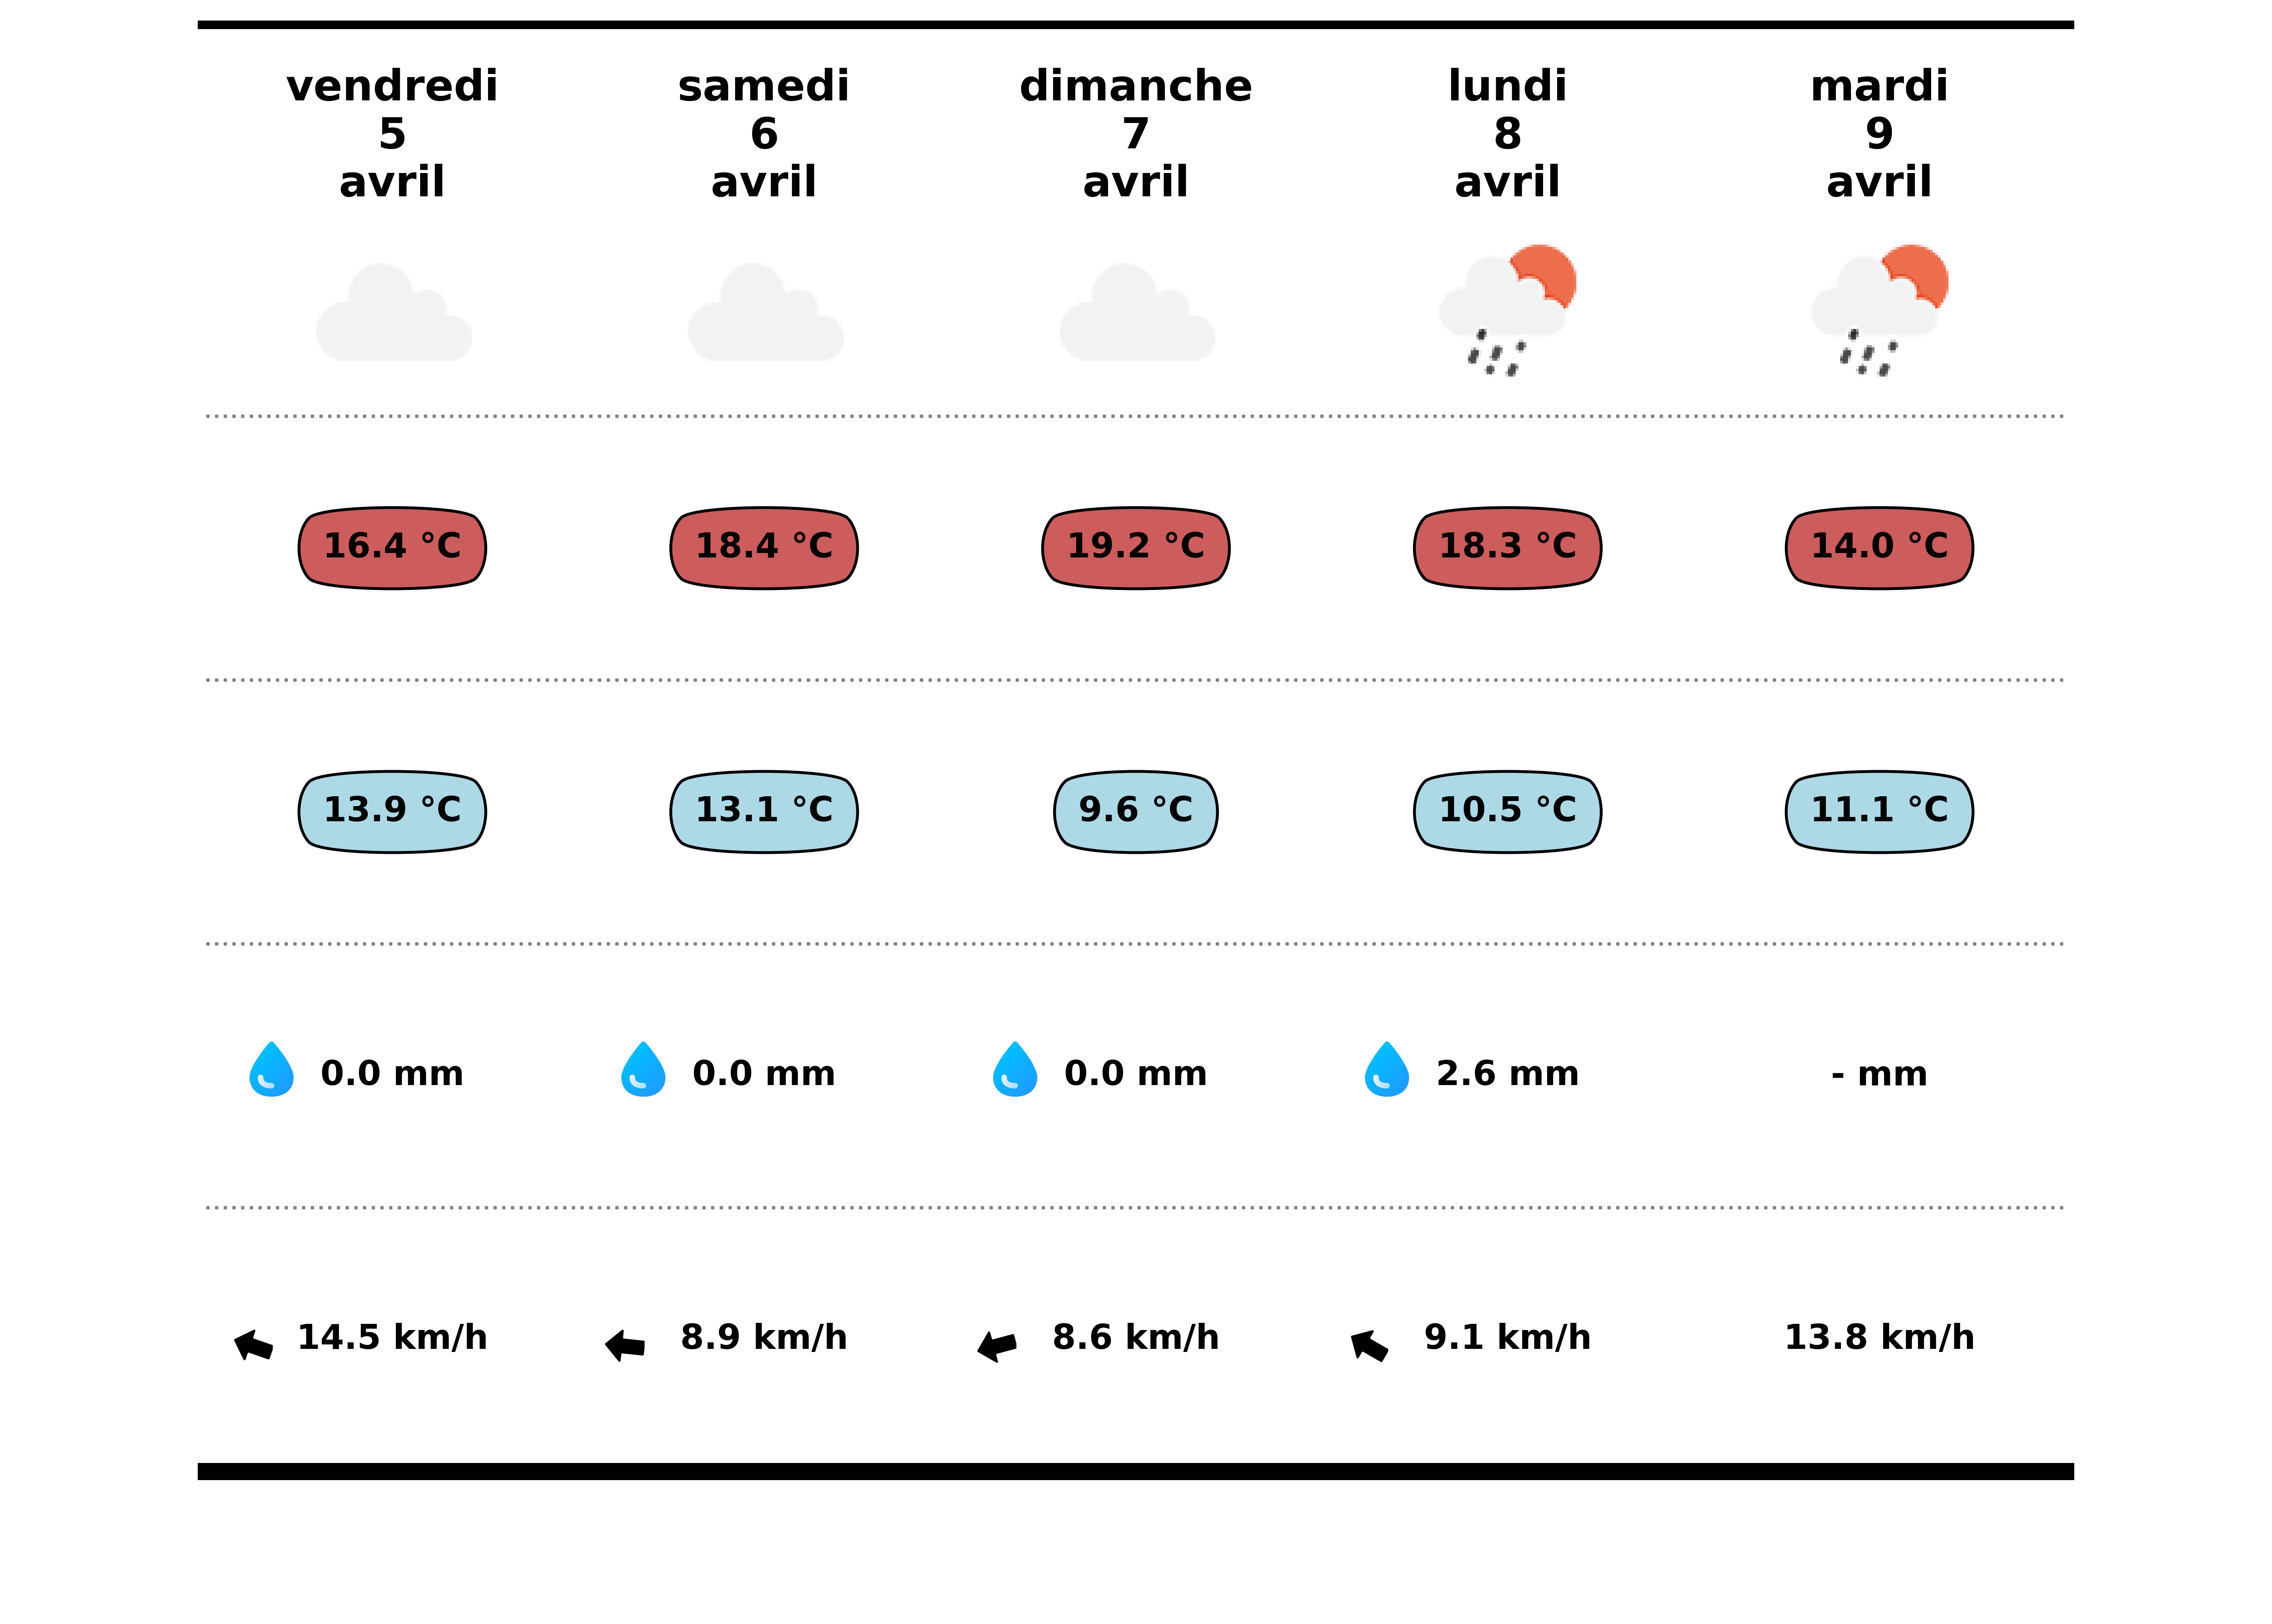 vendredi
5
avril
samedi
6
avril
dimanche
7
avril
lundi
8
avril
mardi
9
avril
16.4 °C
18.4 °C
19.2 °C
18.3 °C
14.0 °C
13.9 °C
13.1 °C
9.6 °C
10.5 °C
11.1 °C
0.0 mm
0.0 mm
0.0 mm
2.6 mm
- mm
14.5 km/h
8.9 km/h
8.6 km/h
9.1 km/h
13.8 km/h